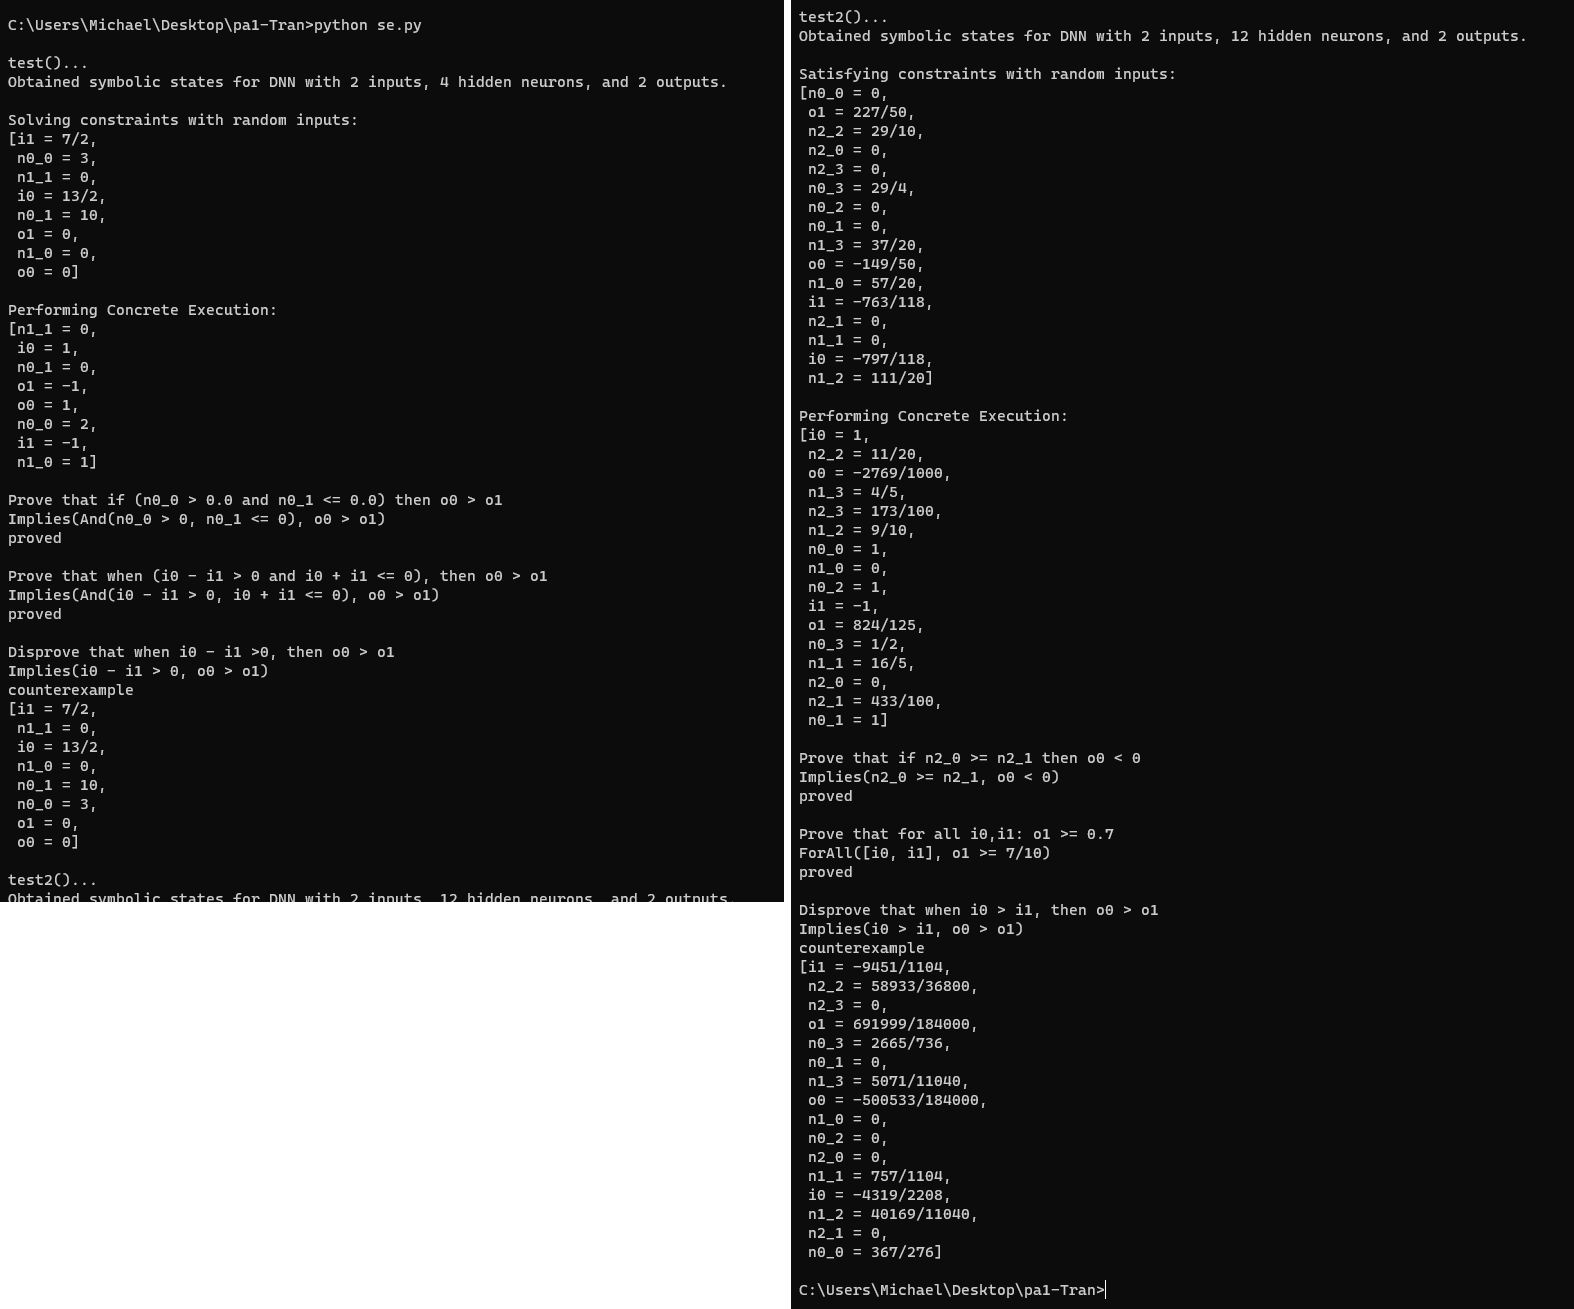 C:\Users\Michael\Desktop\pa1-Tran>python se.py
test()...
Obtained symbolic states for DNN with 2 inputs, 4 hidden neurons, and 2 outputs.
Solving constraints with random inputs:
[i1 = 7/2,
n0_0 = 3,
n1_1 = 0,
i0 = 13/2,
n0_1 = 10,
o1 = 0,
n1_0 = 0,
o0 = 0]
Performing Concrete Execution:
[n1_1 = 0,
i0 = 1,
n0_1 = 0,
o1 = -1,
o0 = 1,
n0_0 = 2,
i1 = -1,
n1_0 = 1]
Prove that if (n0_0 > 0.0 and n0_1 <= 0.0) then o0 > o1
Implies(And(n0_0 > 0, n0_1 <= 0), o0 > o1)
proved
Prove that when (i0 - i1 > 0 and i0 + i1 <= 0), then o0 > o1
Implies(And(i0 - i1 > 0, i0 + i1 <= 0), o0 > o1)
proved
Disprove that when i0 - i1 >0, then o0 > o1
Implies(i0 - i1 > 0, o0 > o1)
counterexample
[i1 = 7/2,
n1_1 = 0,
i0 = 13/2,
n1_0 = 0,
n0_1 = 10,
n0_0 = 3,
o1 = 0,
o0 = 0]
test2()...
Obtained symbolic states for DNN with 2 inputs, 12 hidden neurons, and 2 outputs.
test2()...
Obtained symbolic states for DNN with 2 inputs, 12 hidden neurons, and 2 outputs.
Satisfying constraints with random inputs:
[n0_0 = 0,
o1 = 227/50,
n2_2 = 29/10,
n2_0 = 0,
n2_3 = 0,
n0_3 = 29/4,
n0_2 = 0,
n0_1 = 0,
n1_3 = 37/20,
o0 = -149/50,
n1_0 = 57/20,
i1 = -763/118,
n2_1 = 0,
n1_1 = 0,
i0 = -797/118,
n1_2 = 111/20]
Performing Concrete Execution:
[i0 = 1,
n2_2 = 11/20,
o0 = -2769/1000,
n1_3 = 4/5,
n2_3 = 173/100,
n1_2 = 9/10,
n0_0 = 1,
n1_0 = 0,
n0_2 = 1,
i1 = -1,
o1 = 824/125,
n0_3 = 1/2,
n1_1 = 16/5,
n2_0 = 0,
n2_1 = 433/100,
n0_1 = 1]
Prove that if n2_0 >= n2_1 then o0 < 0
Implies(n2_0 >= n2_1, o0 < 0)
proved
Prove that for all i0,i1: o1 >= 0.7
ForAll([i0, i1], o1 >= 7/10)
proved
Disprove that when i0 > i1, then o0 > o1
Implies(i0 > i1, o0 > o1)
counterexample
[i1 = -9451/1104,
n2_2 = 58933/36800,
n2_3 = 0,
o1 = 691999/184000,
n0_3 = 2665/736,
n0_1 = 0,
n1_3 = 5071/11040,
o0 = -500533/184000,
n1_0 = 0,
n0_2 = 0,
n2_0 = 0,
n1_1 = 757/1104,
i0 = -4319/2208,
n1_2 = 40169/11040,
n2_1 = 0,
n0_0 = 367/276]
C:\Users\Michael\Desktop\pa1-Tran>